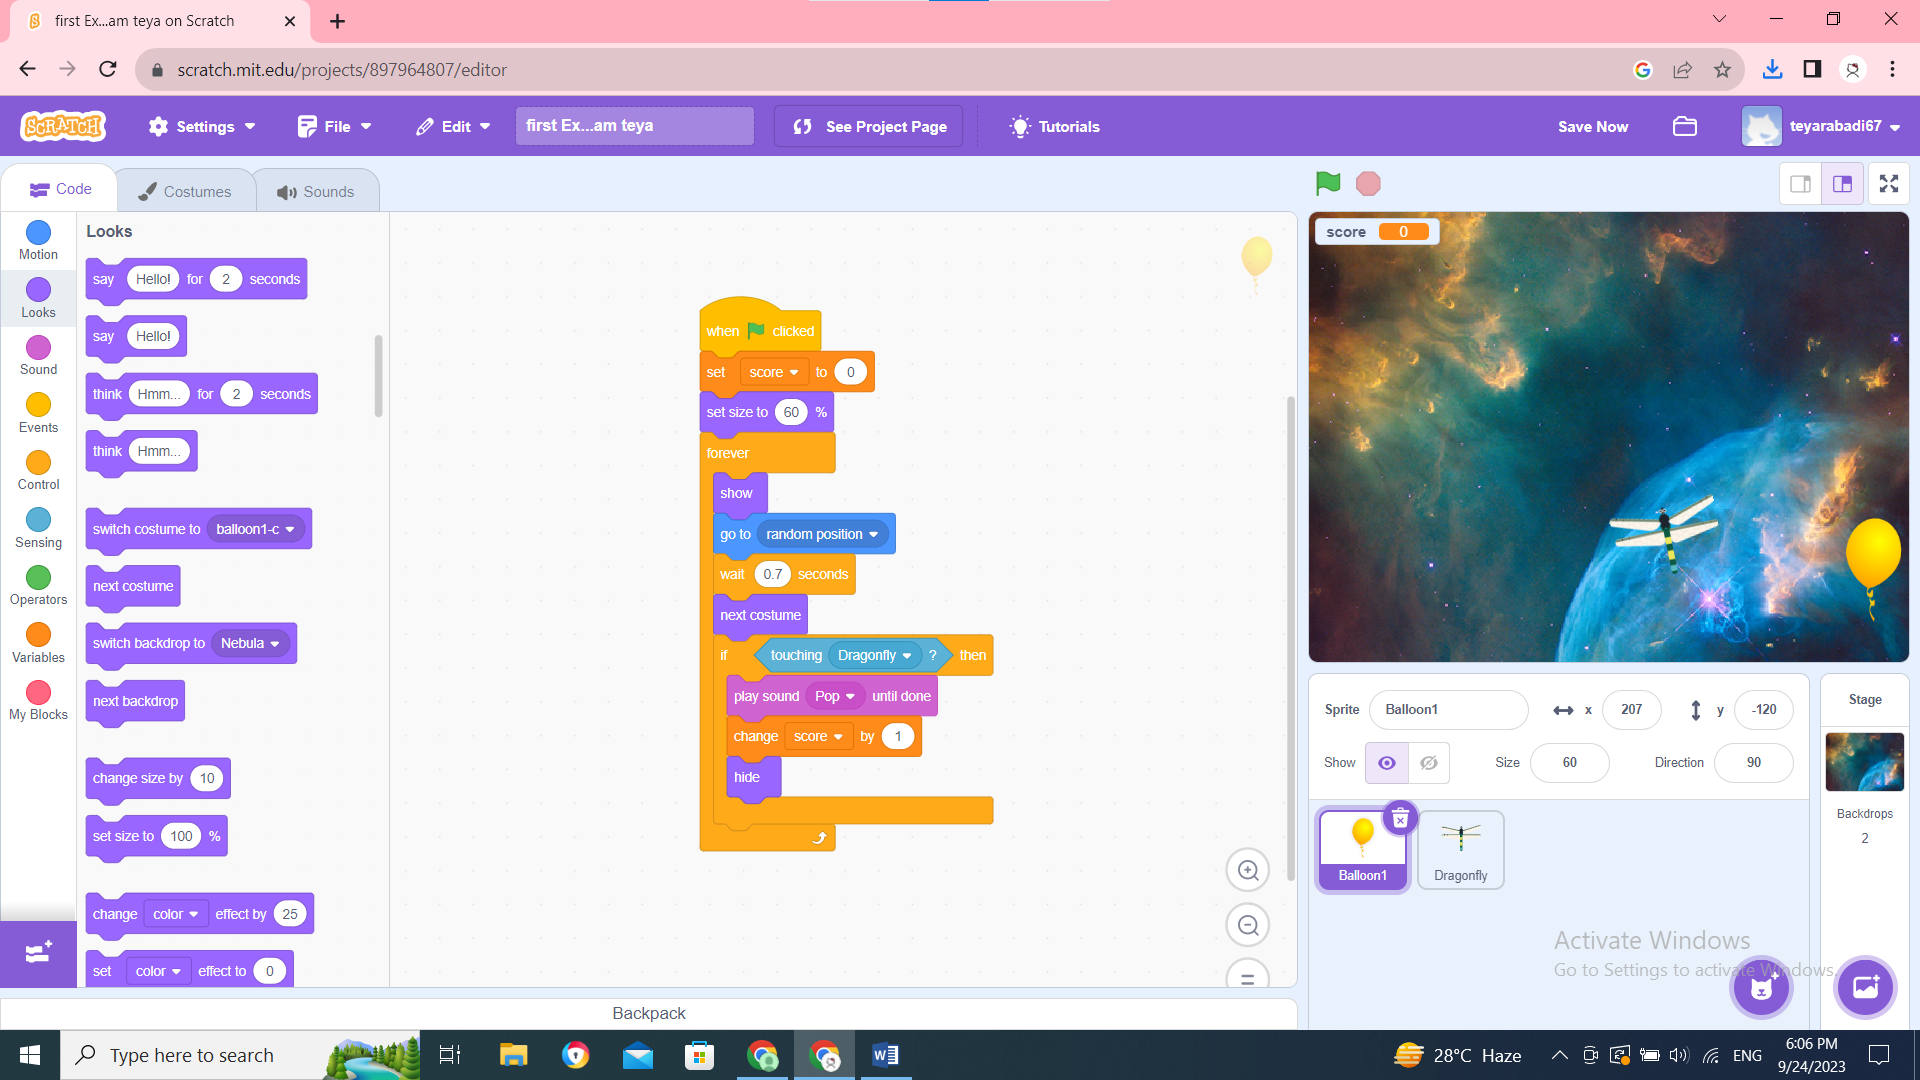 first Ex...am teya on Scratch
scratch.mit.edu/projects/897964807/editor
SCRATCH
Settings
File
Edit
first Ex...am teya
See Project Page
Tutorials
Save Now
teyarabadi67
Code
Costumes
Sounds
Motion
Looks
Sound
Events
Control
Sensing
Operators
Variables
My Blocks
Looks
say Hello! for 2 seconds
say Hello!
think Hmm... for 2 seconds
think Hmm...
switch costume to balloon1-c
next costume
switch backdrop to Nebula
next backdrop
change size by 10
set size to 100 %
change color effect by 25
set color effect to 0
when clicked
set score to 0
set size to 60 %
forever
show
go to random position
wait 0.7 seconds
next costume
if touching Dragonfly ? then
play sound Pop until done
change score by 1
hide
Backpack
score 0
Sprite Balloon1 x 207 y -120
Show Size 60 Direction 90
Balloon1
Dragonfly
Stage
Backdrops
2
Activate Windows
Go to Settings to activate Windows.
Type here to search
28°C Haze
ENG
6:06 PM
9/24/2023